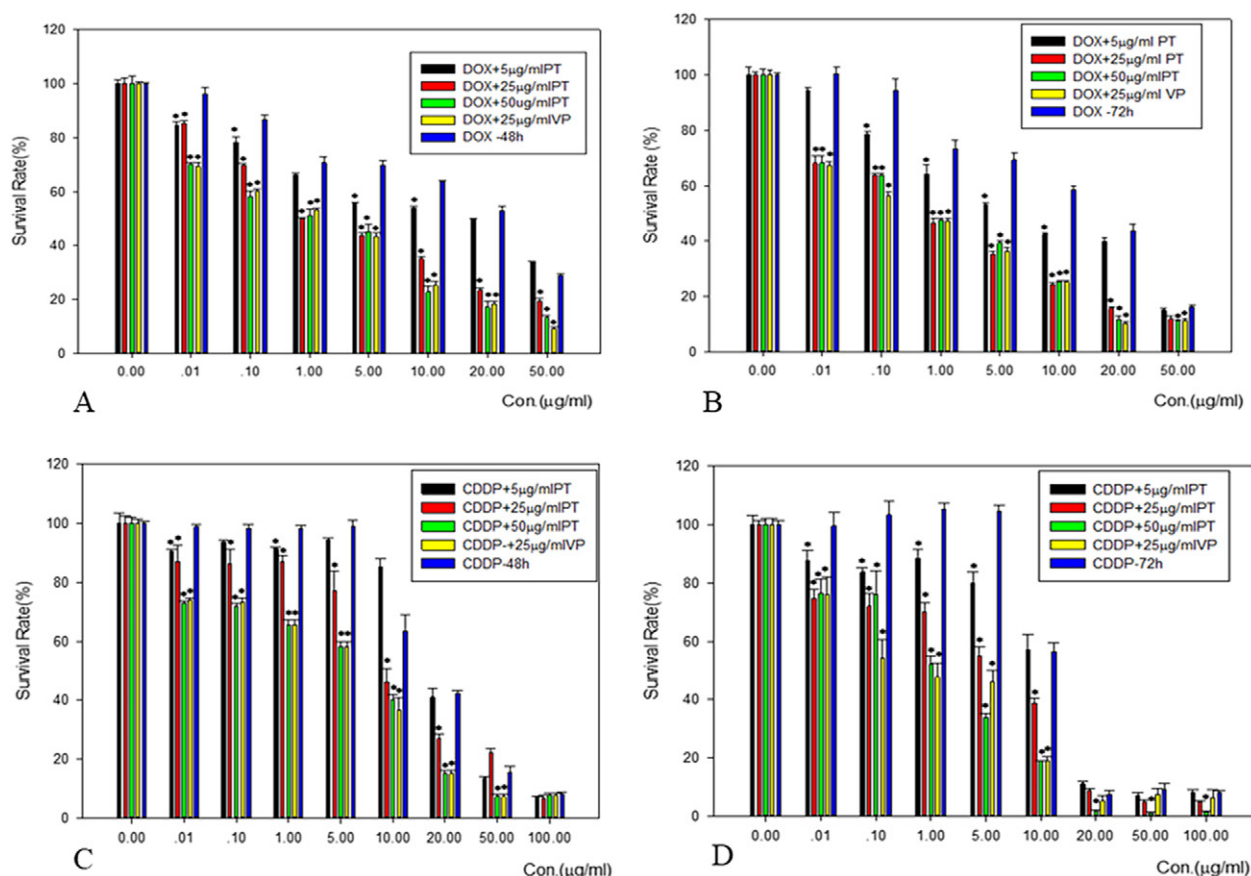 120
100
80
60
40
20
0
Survival Rate(%)
DOX+5μg/mlPT
DOX+25μg/mlPT
DOX+50ug/mlPT
DOX+25μg/mlVP
DOX -48h
0.00 .01 .10 1.00 5.00 10.00 20.00 50.00
Con.(μg/ml)
A
120
100
80
60
40
20
0
Survival Rate (%)
DOX+5μg/ml PT
DOX+25μg/ml PT
DOX+50μg/mlPT
DOX+25μg/ml VP
DOX -72h
0.00 .01 .10 1.00 5.00 10.00 20.00 50.00
Con.(μg/ml)
B
120
100
80
60
40
20
0
Survival Rate(%)
CDDP+5μg/mlPT
CDDP+25μg/mlPT
CDDP+50μg/mlPT
CDDP-+25μg/mlVP
CDDP-48h
0.00 .01 .10 1.00 5.00 10.00 20.00 50.00 100.00
Con.(μg/ml)
C
120
100
80
60
40
20
0
Survival Rate(%)
CDDP+5μg/mlPT
CDDP+25μg/mlPT
CDDP+50μg/mlPT
CDDP+25μg/mlVP
CDDP-72h
0.00 .01 .10 1.00 5.00 10.00 20.00 50.00 100.00
Con.(μg/ml)
D